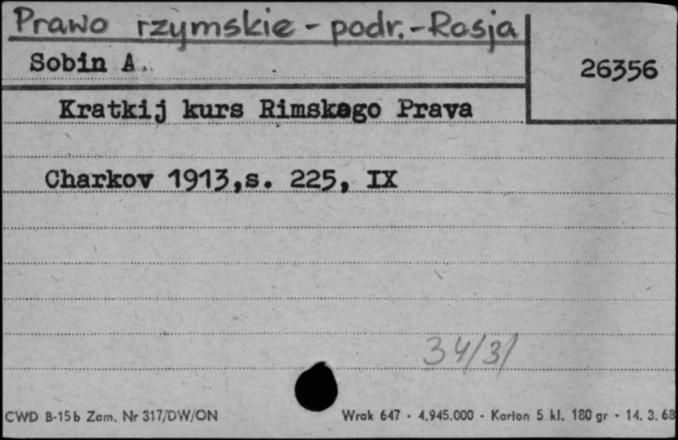 Prawo rzymskie - podr. - Rosja
Sobin A.
26356
Kratkij kurs Rimskego Prava
Charkov 1913,s. 225, IX
34/31
CWD B-15b Zam. Nr 317/DW/ON
Wrak 647 - 4.945.000 - Karton 5 kl. 180 gr - 14. 3. 68